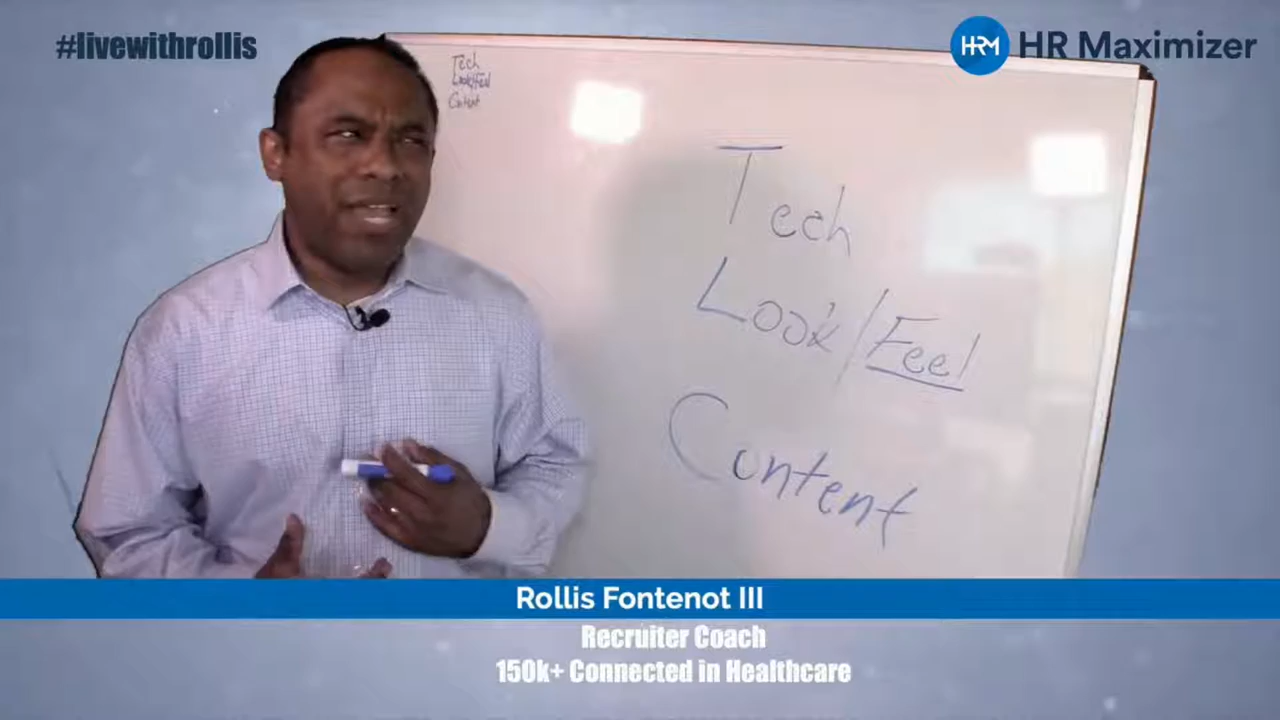 #livewithrollis
HRM HR Maximizer
Tech
Look/Feel
Content
Tech
Look/Feel
Content
Rollis Fontenot III
Recruiter Coach
150k+ Connected in Healthcare